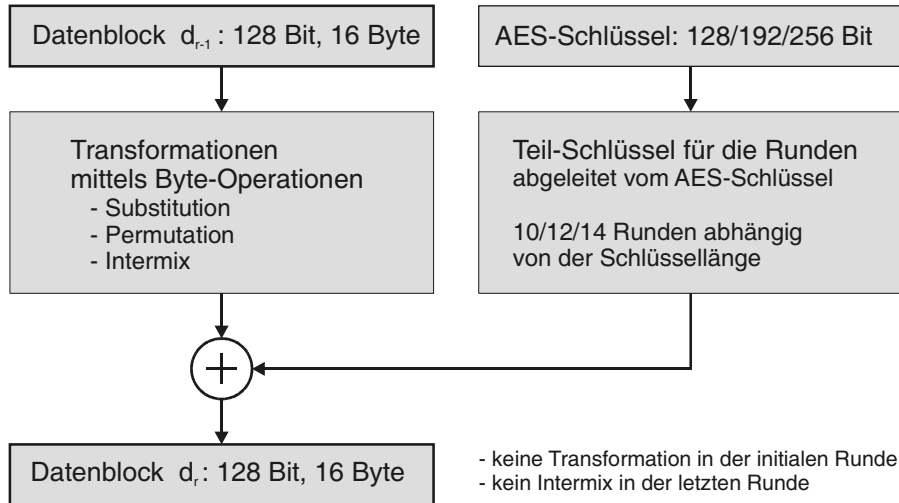 Datenblock d_r-1 : 128 Bit, 16 Byte
AES-Schlüssel: 128/192/256 Bit
Transformationen
mittels Byte-Operationen
- Substitution
- Permutation
- Intermix
Teil-Schlüssel für die Runden
abgeleitet vom AES-Schlüssel
10/12/14 Runden abhängig
von der Schlüssellänge
+
Datenblock d_r : 128 Bit, 16 Byte
- keine Transformation in der initialen Runde
- kein Intermix in der letzten Runde